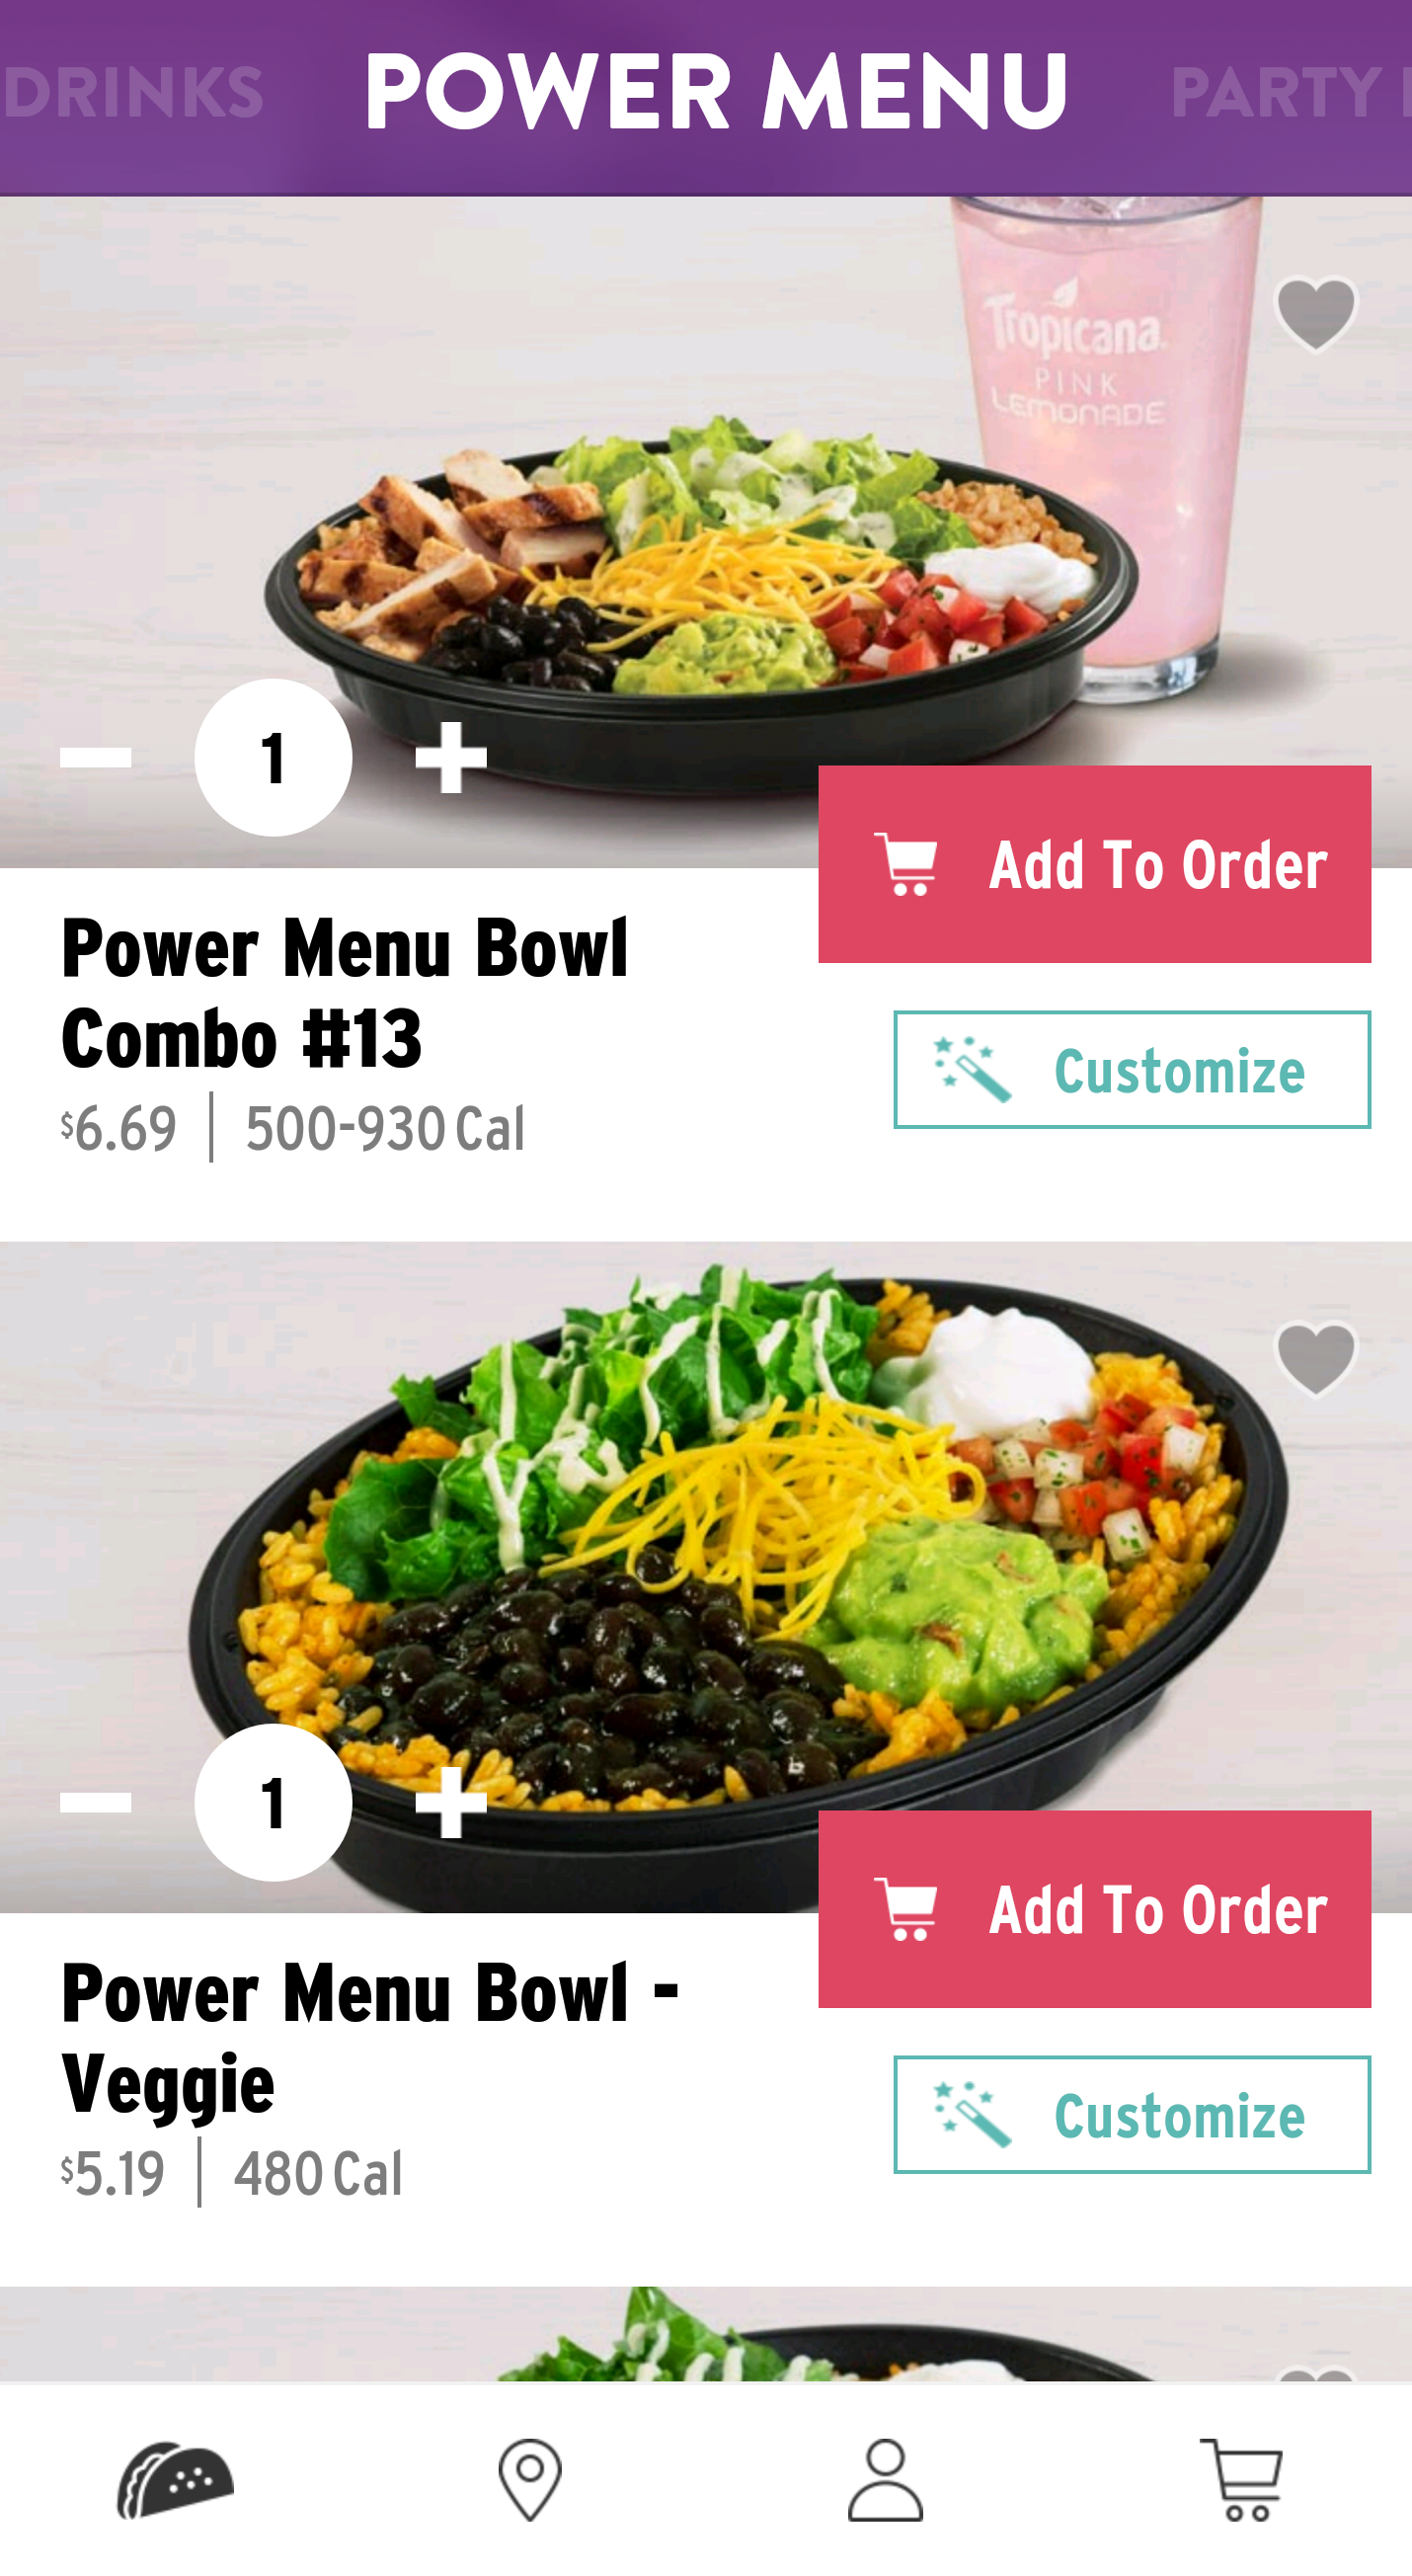 DRINKS POWER MENU PARTY
Tropicana
PINK
LEMONADE
1
Add To Order
Power Menu Bowl
Combo #13
Customize
$6.69 | 500-930 Cal
1
Add To Order
Power Menu Bowl -
Veggie
Customize
$5.19 | 480 Cal